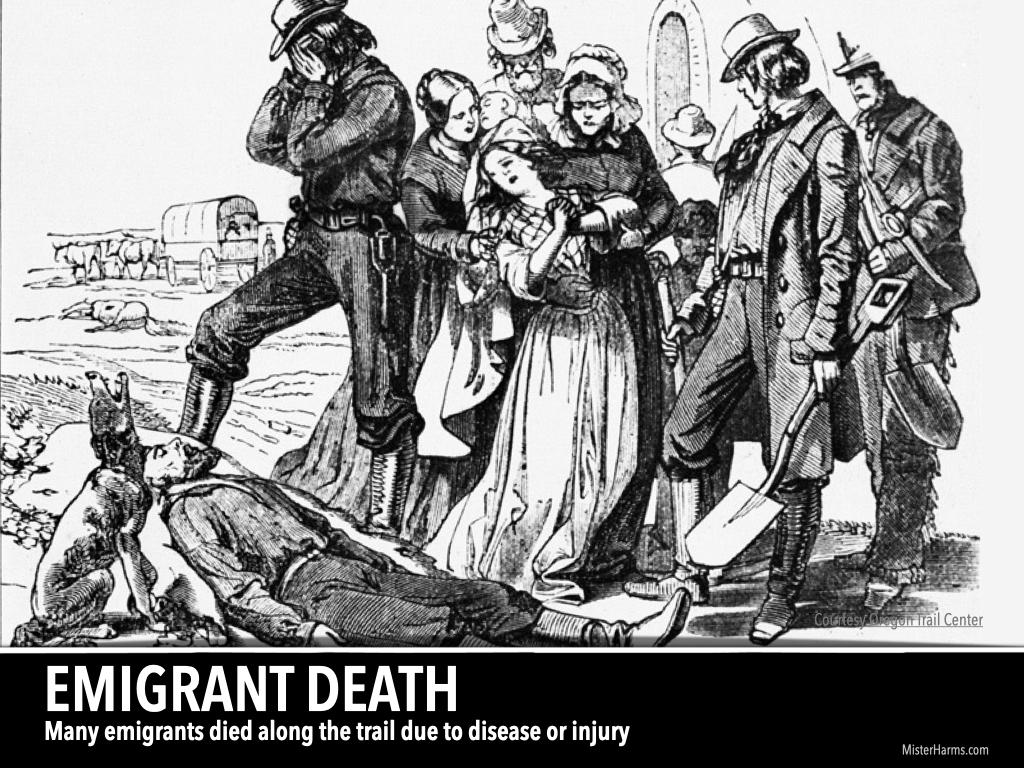 Courtesy Oregon Trail Center
EMIGRANT DEATH
Many emigrants died along the trail due to disease or injury
MisterHarms.com